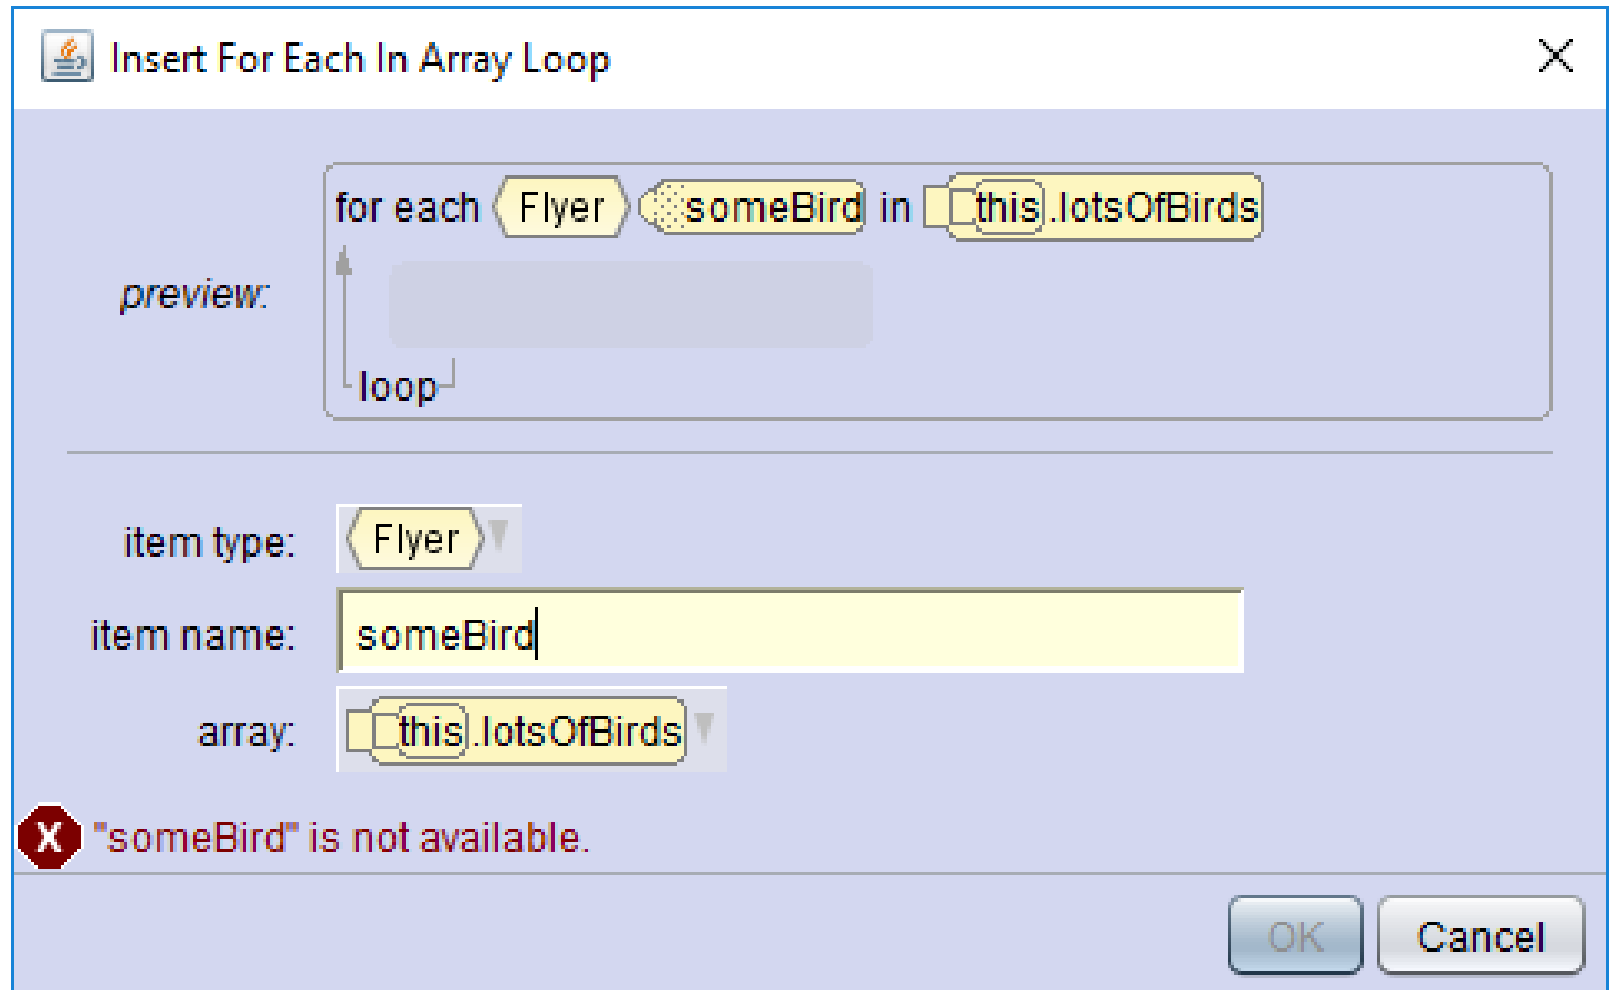 Insert For Each In Array Loop
for each Flyer someBird in this.lotsOfBirds
preview:
loop
item type: Flyer
item name: someBird
array: this.lotsOfBirds
X "someBird" is not available.
OK Cancel